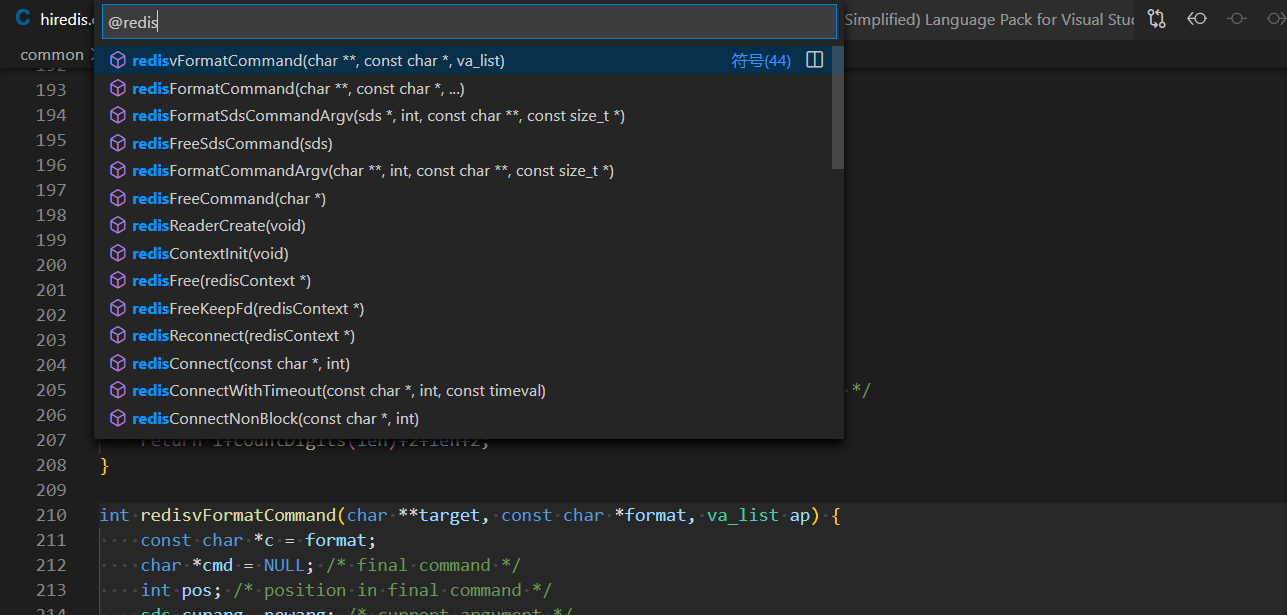 hiredis.c
@redis
Simplified) Language Pack for Visual Stud
common
redisvFormatCommand(char **, const char *, va_list) 符号(44)
redisFormatCommand(char **, const char *, ...)
redisFormatSdsCommandArgv(sds *, int, const char **, const size_t *)
redisFreeSdsCommand(sds)
redisFormatCommandArgv(char **, int, const char **, const size_t *)
redisFreeCommand(char *)
redisReaderCreate(void)
redisContextInit(void)
redisFree(redisContext *)
redisFreeKeepFd(redisContext *)
redisReconnect(redisContext *)
redisConnect(const char *, int)
redisConnectWithTimeout(const char *, int, const timeval)
redisConnectNonBlock(const char *, int)
192
193
194
195
196
197
198
199
200
201
202
203
204
205 */
206
207 return 1+countDigits(len)+2+len+2;
208 }
209
210 int redisvFormatCommand(char **target, const char *format, va_list ap) {
211 const char *c = format;
212 char *cmd = NULL; /* final command */
213 int pos; /* position in final command */
214 sds curarg, newarg; /* current argument */